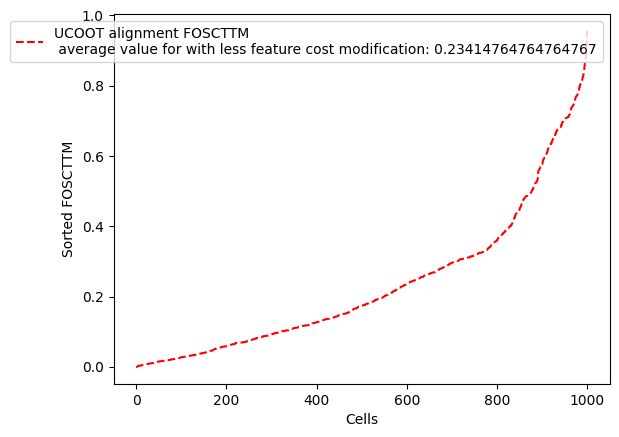 UCOOT alignment FOSCTTM
average value for with less feature cost modification: 0.23414764764764767
1.0
0.8
0.6
0.4
0.2
0.0
Sorted FOSCTTM
0 200 400 600 800 1000
Cells